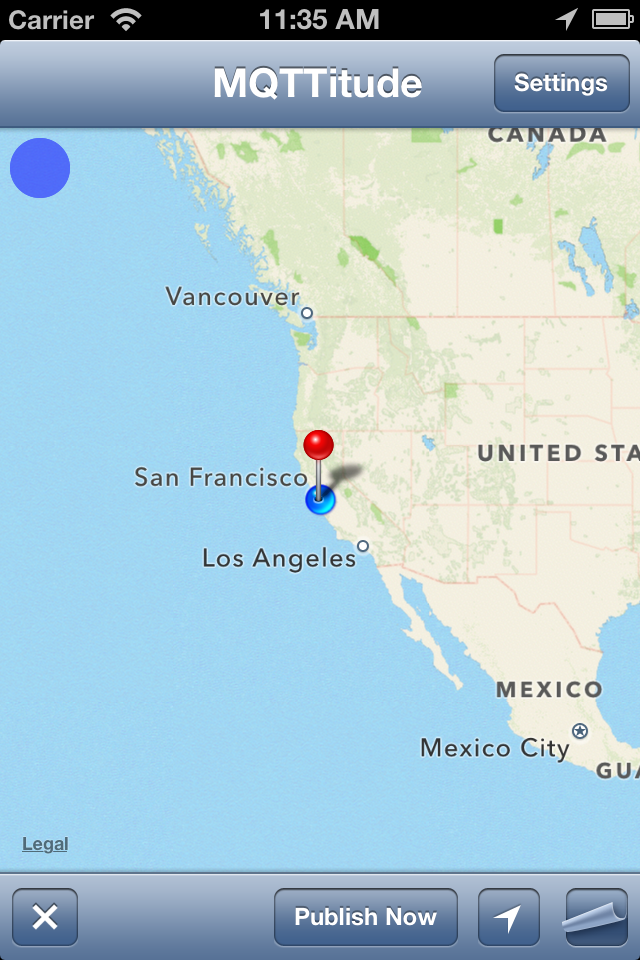 Carrier 11:35 AM
MQTTitude Settings
CANADA
Vancouver
UNITED STA
San Francisco
Los Angeles
MEXICO
Mexico City
GUA
Legal
Publish Now